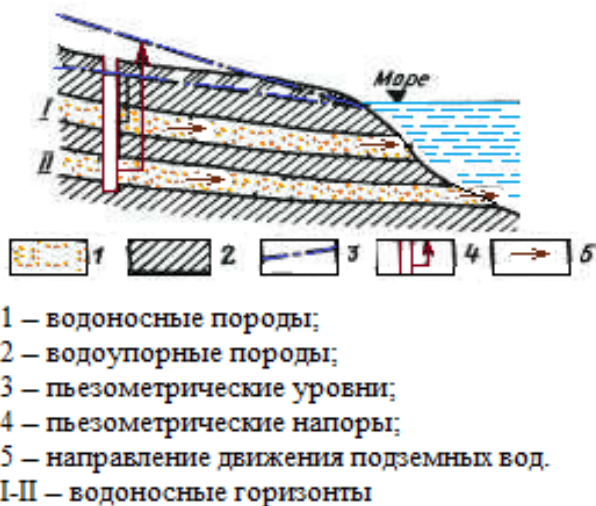 Море
I
II
1 2 3 4 5
1 – водоносные породы;
2 – водоупорные породы;
3 – пьезометрические уровни;
4 – пьезометрические напоры;
5 – направление движения подземных вод.
I-II – водоносные горизонты